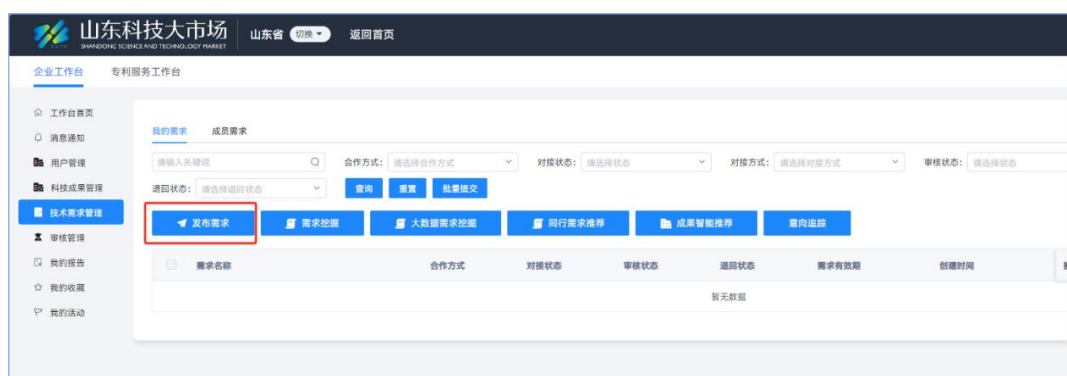 山东科技大市场
SHANDONG SCIENCE AND TECHNOLOGY MARKET
山东省 切换 返回首页
企业工作台 专利服务工作台
工作台首页
消息通知
用户管理
科技成果管理
技术需求管理
审核管理
我的报告
我的收藏
我的活动
我的需求 成员需求
请输入关键词 合作方式: 请选择合作方式 对接状态: 请选择状态 对接方式: 请选择对接方式 审核状态: 请选择状态
退回状态: 请选择退回状态 查询 重置 批量提交
发布需求 需求挖掘 大数据需求挖掘 同行需求推荐 成果智能推荐 意向追踪
需求名称 合作方式 对接状态 审核状态 退回状态 需求有效期 创建时间
暂无数据